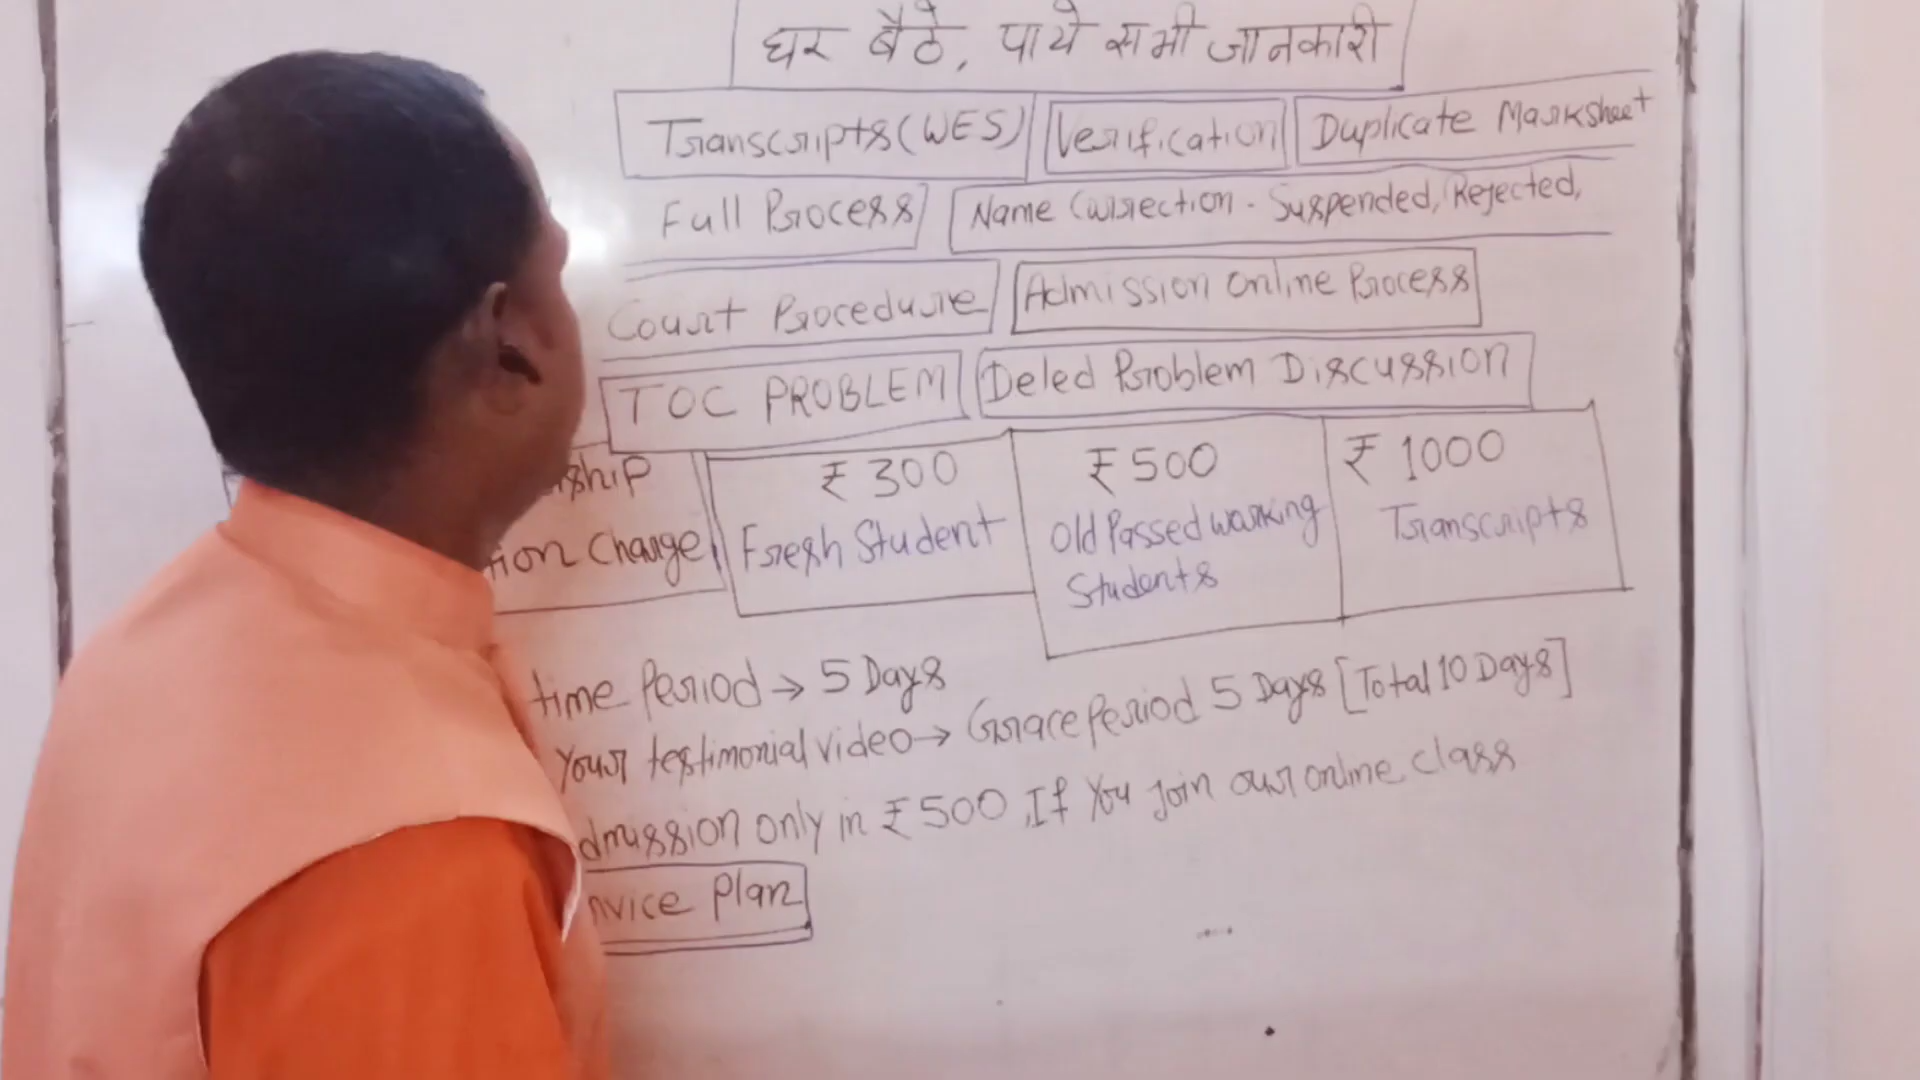 घर बैठे, पाये सभी जानकारी
Transcripts (WES) Verification Duplicate Marksheet
Full Process Name Correction - Suspended, Rejected,
Court Procedure Admission Online Process
TOC PROBLEM Deled Problem Discussion
ship ₹ 300 ₹ 500 ₹ 1000
tion Charge Fresh Student Old Passed working Students Transcripts
time Period → 5 Days
Your testimonial video → Grace Period 5 Days [Total 10 Days]
dmission only in ₹ 500, If You Join our online class
rvice Plan